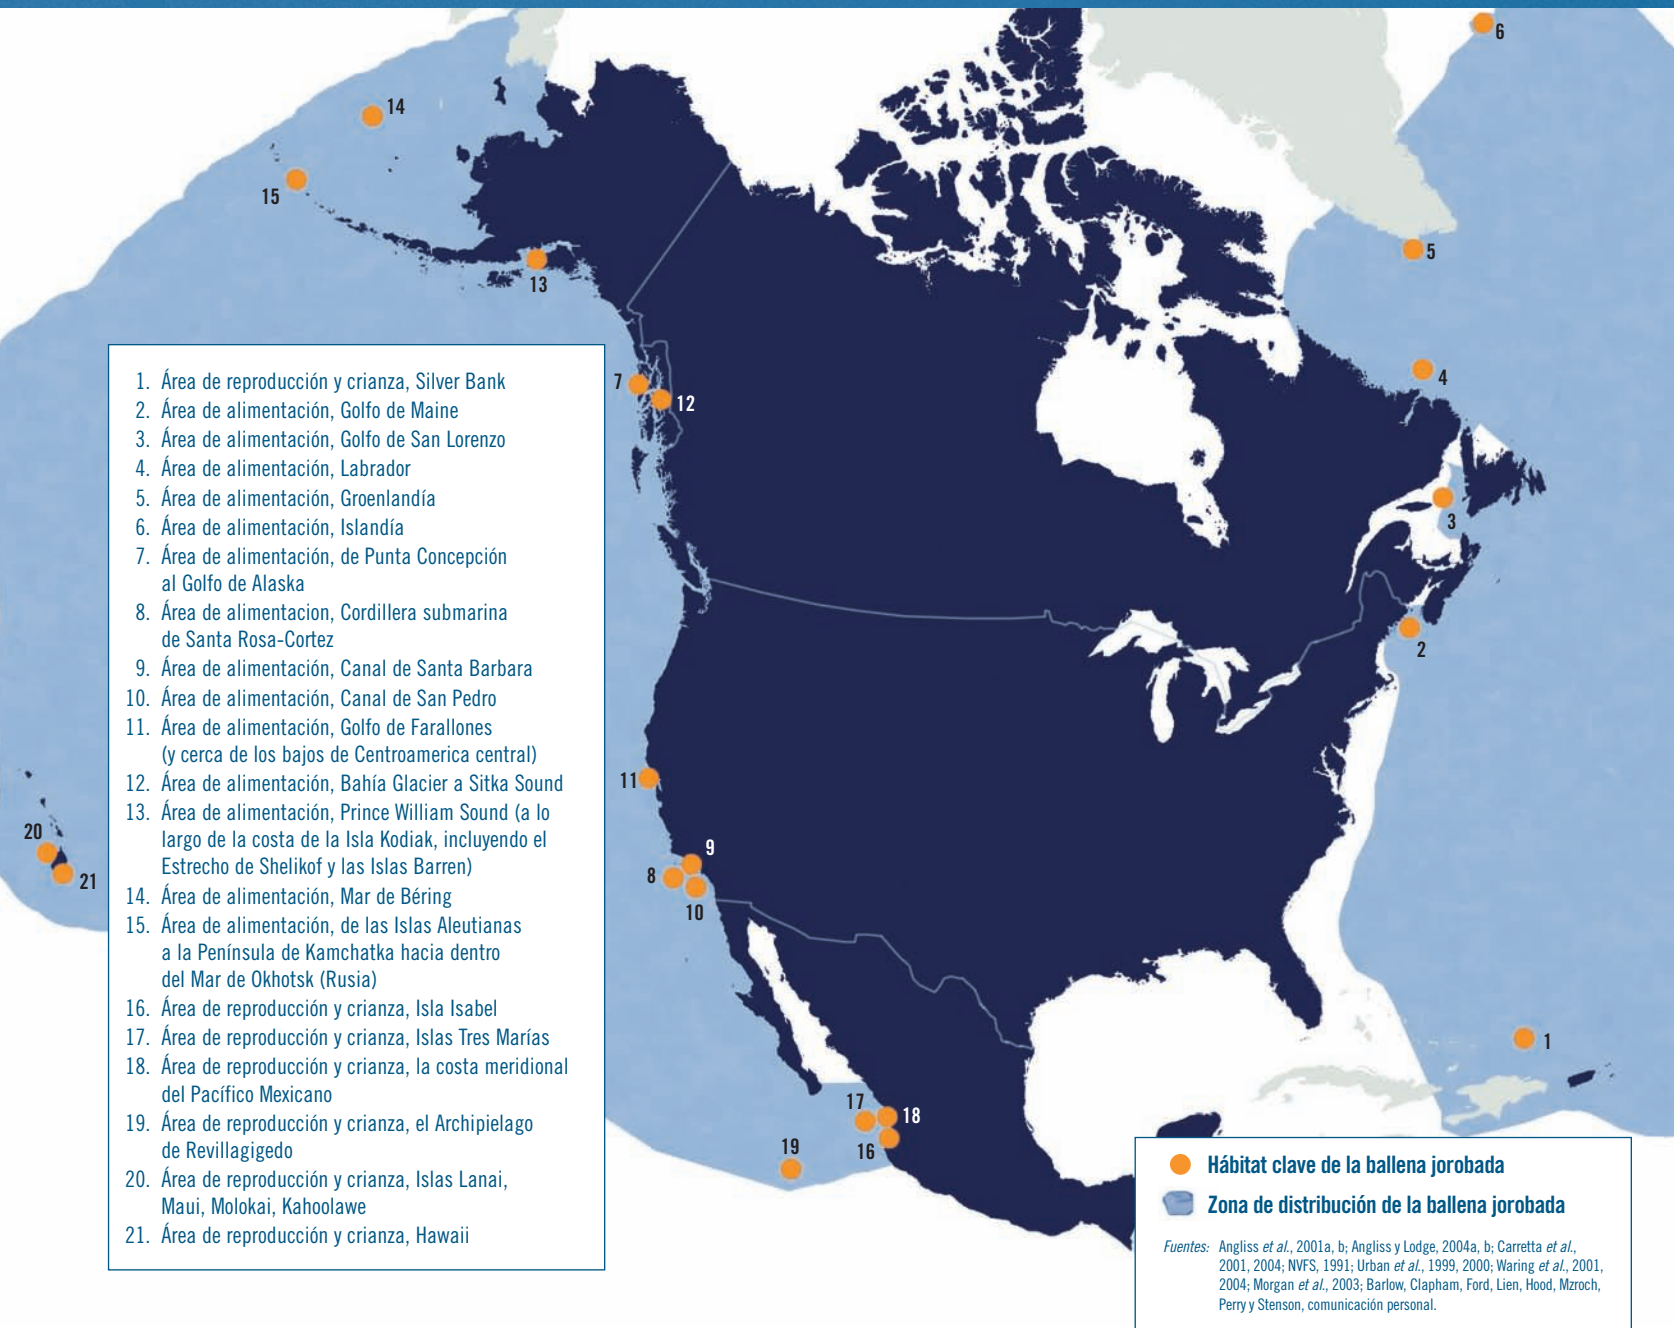 6
14
15
5
13
4
7
12
3
2
11
9
8
10
20
21
1
17
18
16
19
1. Área de reproducción y crianza, Silver Bank
2. Área de alimentación, Golfo de Maine
3. Área de alimentación, Golfo de San Lorenzo
4. Área de alimentación, Labrador
5. Área de alimentación, Groenlandía
6. Área de alimentación, Islandía
7. Área de alimentación, de Punta Concepción
al Golfo de Alaska
8. Área de alimentacion, Cordillera submarina
de Santa Rosa-Cortez
9. Área de alimentación, Canal de Santa Barbara
10. Área de alimentación, Canal de San Pedro
11. Área de alimentación, Golfo de Farallones
(y cerca de los bajos de Centroamerica central)
12. Área de alimentación, Bahía Glacier a Sitka Sound
13. Área de alimentación, Prince William Sound (a lo
largo de la costa de la Isla Kodiak, incluyendo el
Estrecho de Shelikof y las Islas Barren)
14. Área de alimentación, Mar de Béring
15. Área de alimentación, de las Islas Aleutianas
a la Península de Kamchatka hacia dentro
del Mar de Okhotsk (Rusia)
16. Área de reproducción y crianza, Isla Isabel
17. Área de reproducción y crianza, Islas Tres Marías
18. Área de reproducción y crianza, la costa meridional
del Pacífico Mexicano
19. Área de reproducción y crianza, el Archipielago
de Revillagigedo
20. Área de reproducción y crianza, Islas Lanai,
Maui, Molokai, Kahoolawe
21. Área de reproducción y crianza, Hawaii
Hábitat clave de la ballena jorobada
Zona de distribución de la ballena jorobada
Fuentes: Angliss et al., 2001a, b; Angliss y Lodge, 2004a, b; Carretta et al.,
2001, 2004; NVFS, 1991; Urban et al., 1999, 2000; Waring et al., 2001,
2004; Morgan et al., 2003; Barlow, Clapham, Ford, Lien, Hood, Mzroch,
Perry y Stenson, comunicación personal.